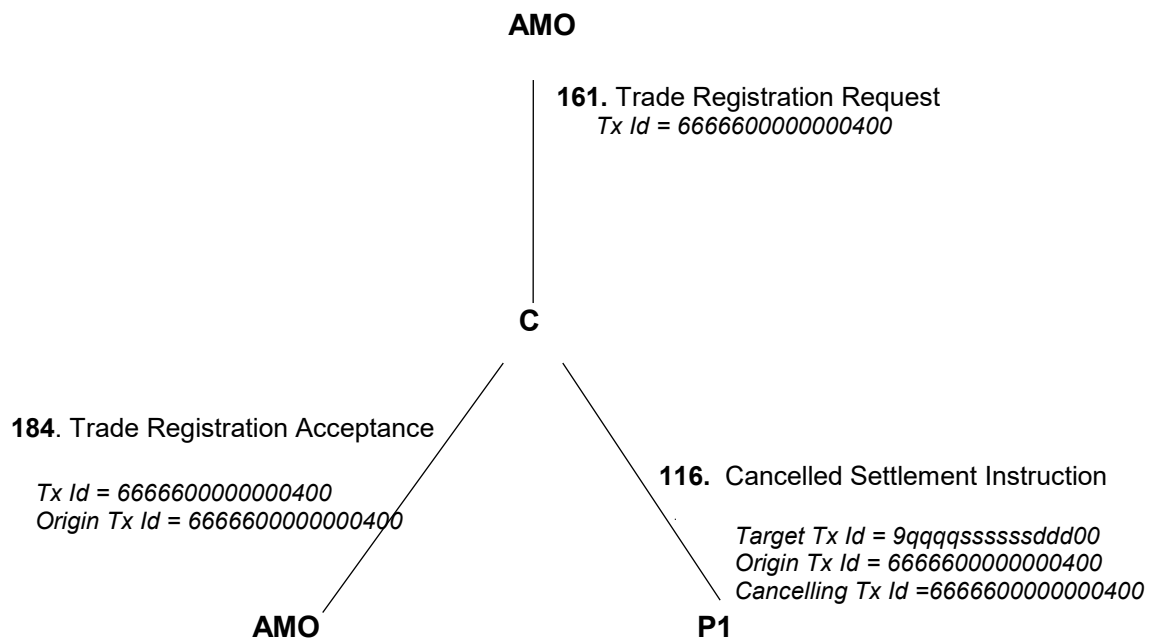 AMO
161. Trade Registration Request
Tx Id = 6666600000000400
C
184. Trade Registration Acceptance
Tx Id = 6666600000000400
Origin Tx Id = 6666600000000400
116. Cancelled Settlement Instruction
Target Tx Id = 9qqqqssssssddd00
Origin Tx Id = 6666600000000400
Cancelling Tx Id =6666600000000400
AMO
P1